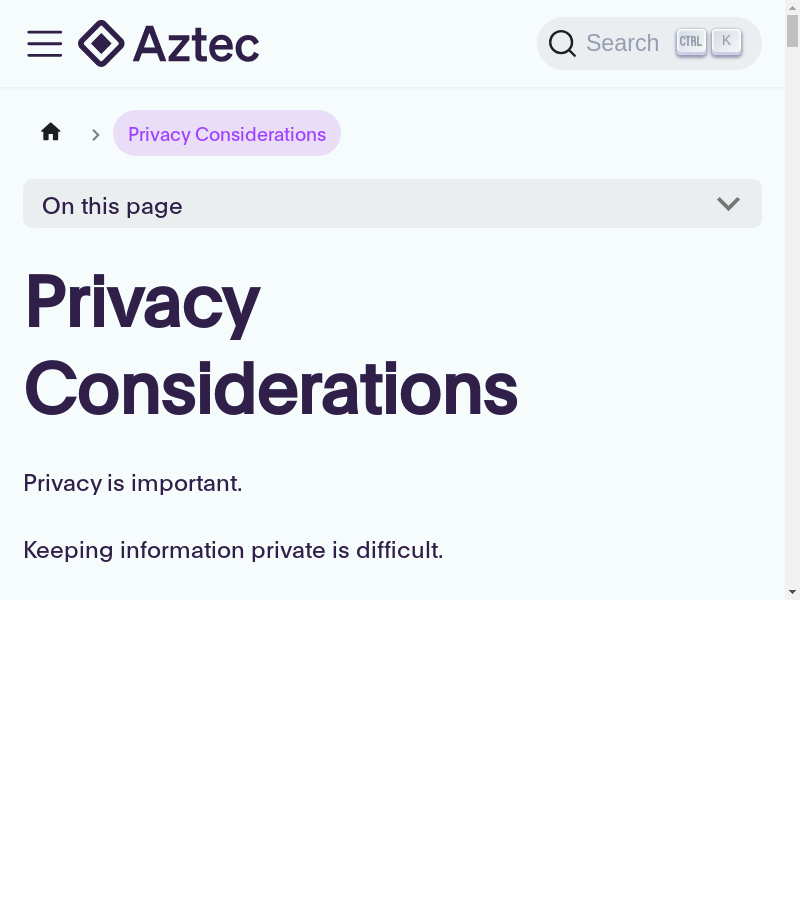 Aztec
Search CTRL K
Privacy Considerations
On this page
Privacy
Considerations
Privacy is important.
Keeping information private is difficult.